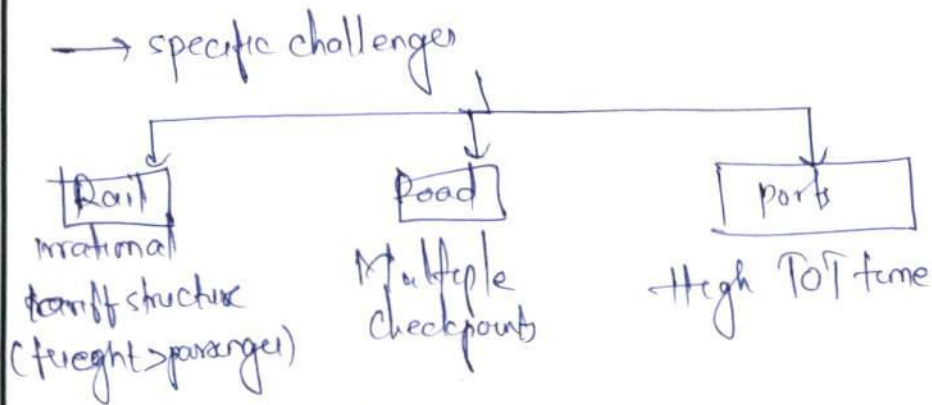 → specific challenges
Rail
irrational
tariff structure
(freight > passenger)
Road
Multiple
checkpoints
ports
High TOT time